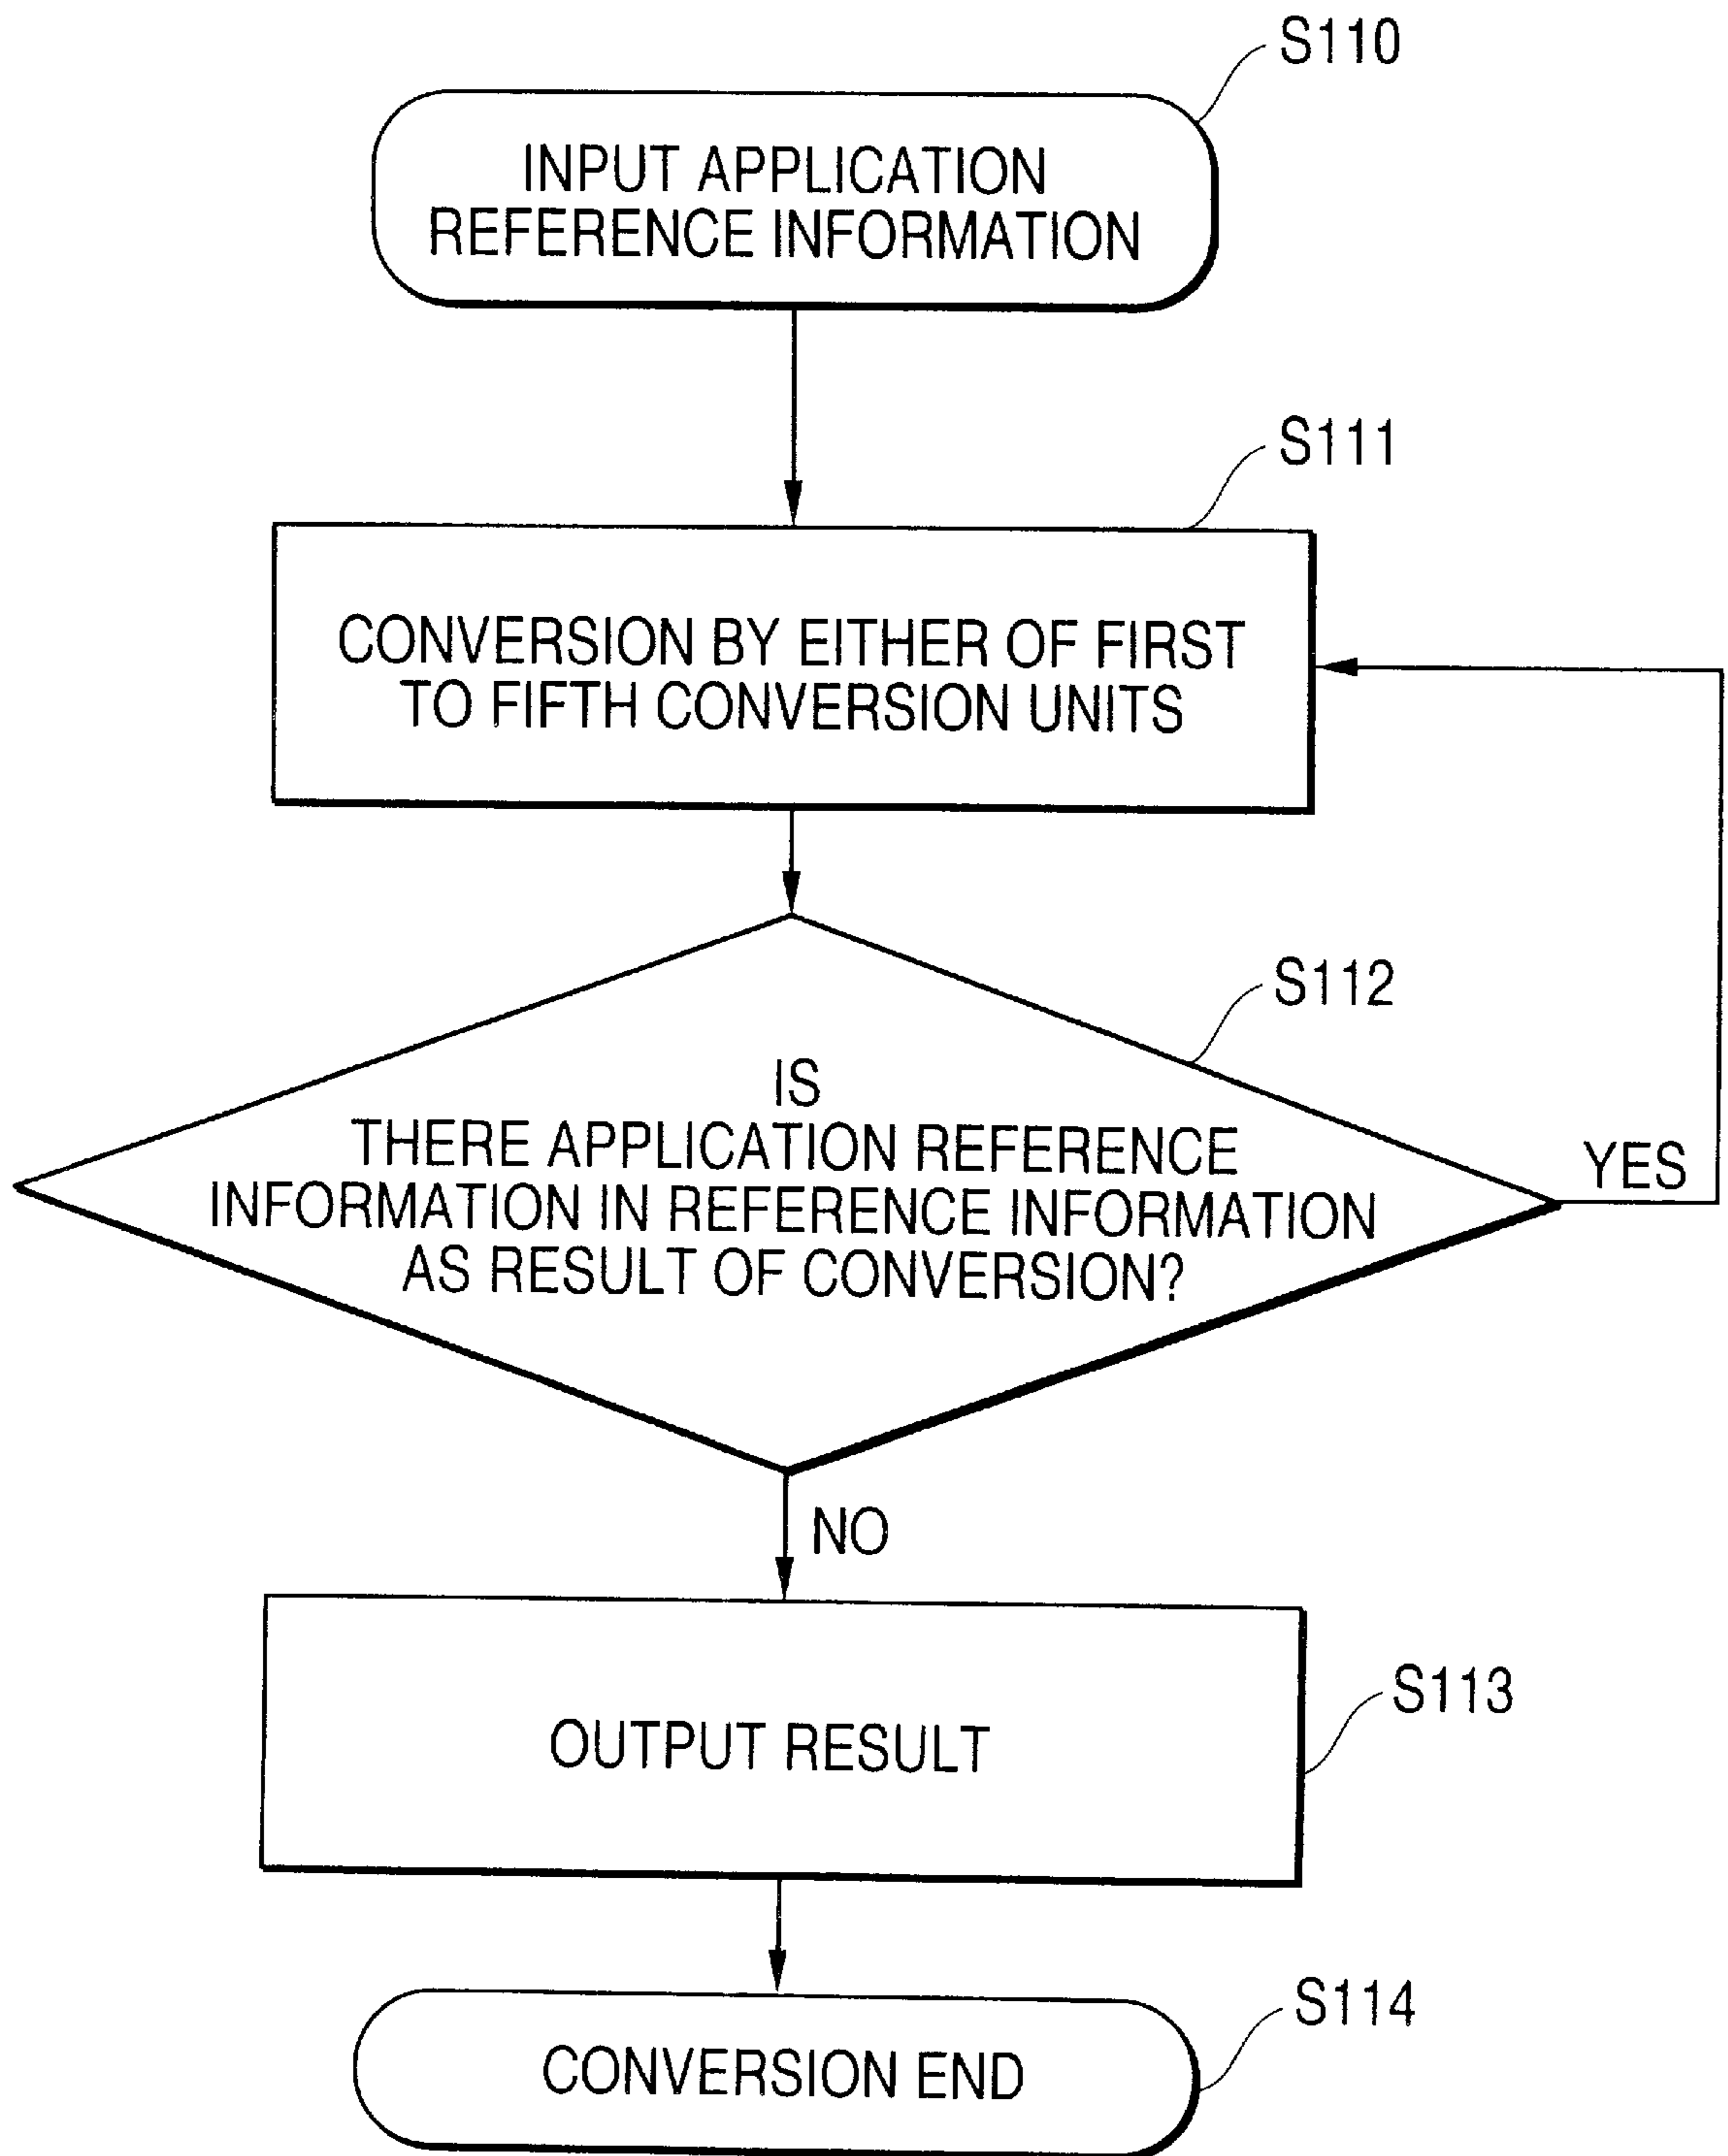 S110
INPUT APPLICATION
REFERENCE INFORMATION
S111
CONVERSION BY EITHER OF FIRST
TO FIFTH CONVERSION UNITS
S112
IS
THERE APPLICATION REFERENCE
INFORMATION IN REFERENCE INFORMATION
AS RESULT OF CONVERSION?
YES
NO
S113
OUTPUT RESULT
S114
CONVERSION END